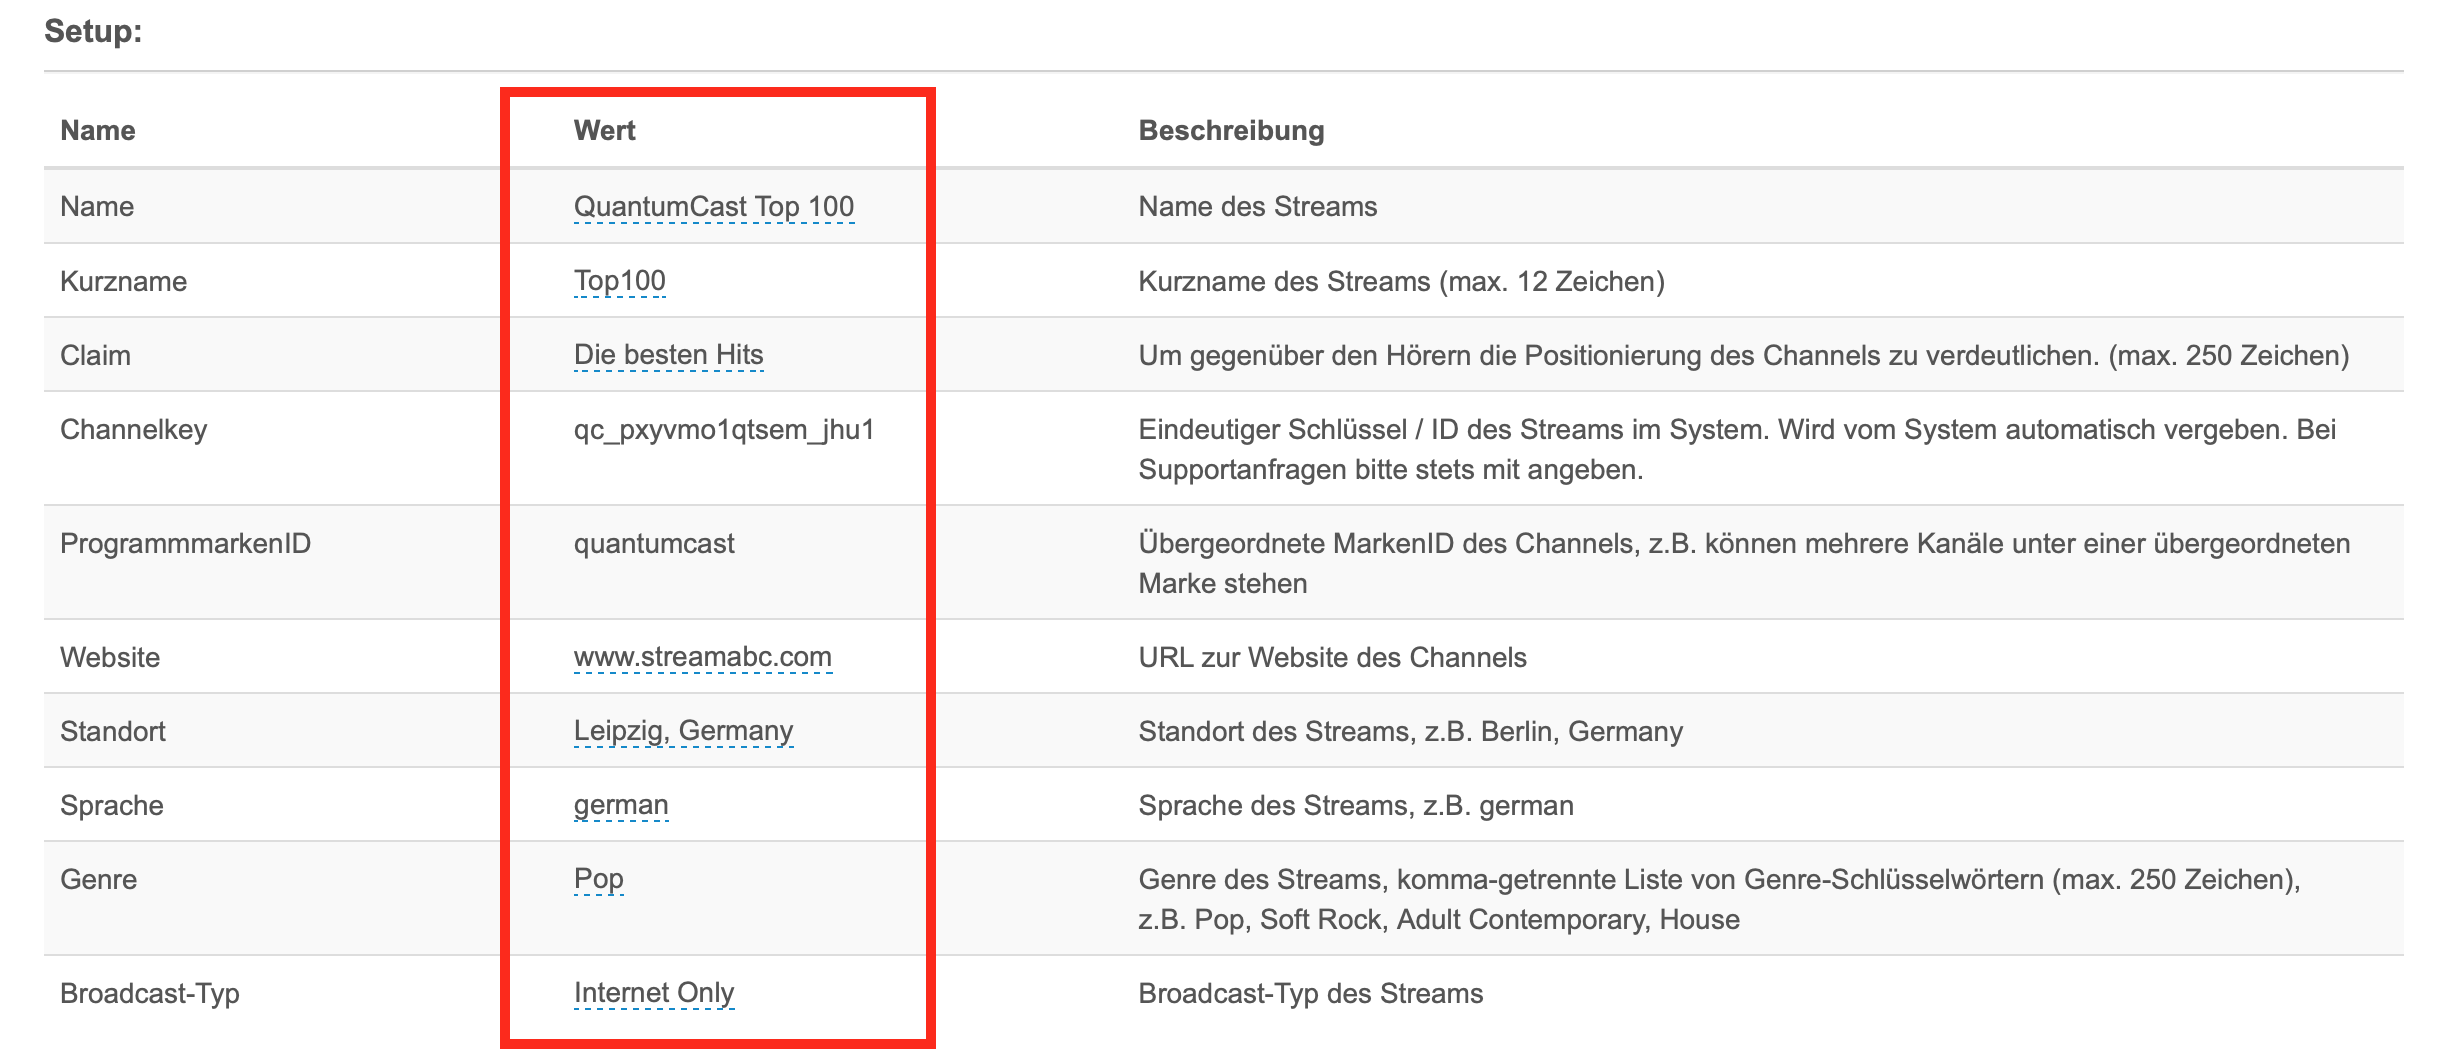 Setup:
Name Wert Beschreibung
Name QuantumCast Top 100 Name des Streams
Kurzname Top100 Kurzname des Streams (max. 12 Zeichen)
Claim Die besten Hits Um gegenüber den Hörern die Positionierung des Channels zu verdeutlichen. (max. 250 Zeichen)
Channelkey qc_pxyvmo1qtsem_jhu1 Eindeutiger Schlüssel / ID des Streams im System. Wird vom System automatisch vergeben. Bei
Supportanfragen bitte stets mit angeben.
ProgrammmarkenID quantumcast Übergeordnete MarkenID des Channels, z.B. können mehrere Kanäle unter einer übergeordneten
Marke stehen
Website www.streamabc.com URL zur Website des Channels
Standort Leipzig, Germany Standort des Streams, z.B. Berlin, Germany
Sprache german Sprache des Streams, z.B. german
Genre Pop Genre des Streams, komma-getrennte Liste von Genre-Schlüsselwörtern (max. 250 Zeichen),
z.B. Pop, Soft Rock, Adult Contemporary, House
Broadcast-Typ Internet Only Broadcast-Typ des Streams